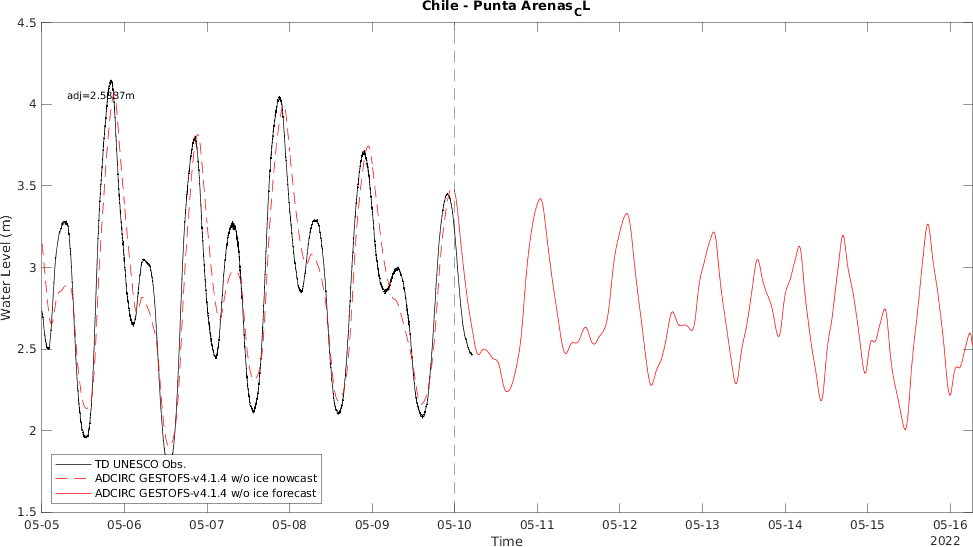 Chile - Punta Arenas_CL
4.5
4
3.5
3
2.5
2
1.5
Water Level (m)
adj=2.5887m
TD UNESCO Obs.
ADCIRC GESTOFS-v4.1.4 w/o ice nowcast
ADCIRC GESTOFS-v4.1.4 w/o ice forecast
05-05 05-06 05-07 05-08 05-09 05-10 05-11 05-12 05-13 05-14 05-15 05-16
Time
2022